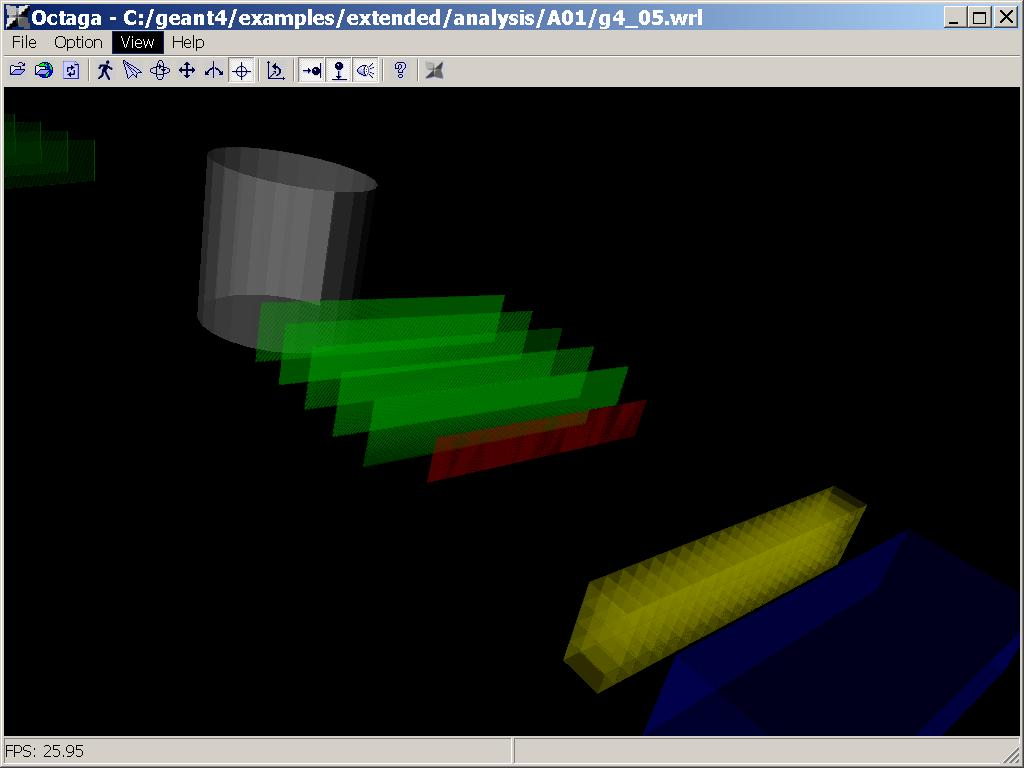 Octaga - C:/geant4/examples/extended/analysis/A01/g4_05.wrl
File Option View Help
FPS: 25.95